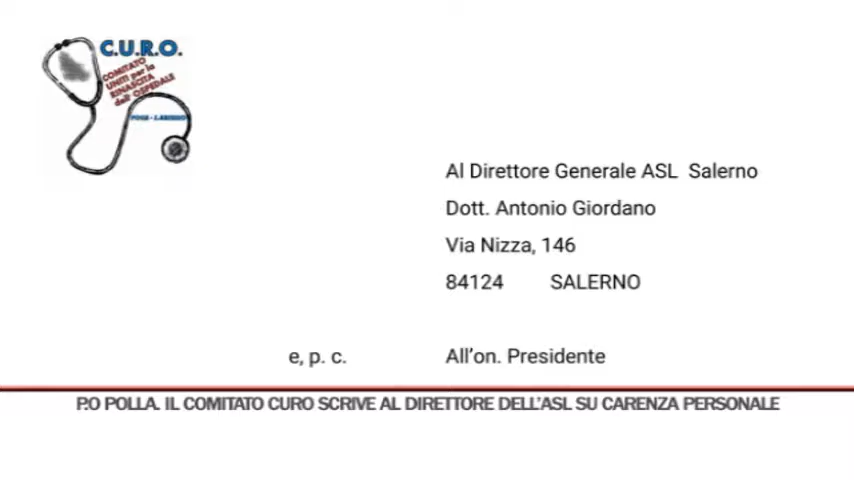 C.U.R.O.
COMITATO
UNITI per la
RINASCITA
dell' OSPEDALE
Al Direttore Generale ASL Salerno
Dott. Antonio Giordano
Via Nizza, 146
84124 SALERNO
e, p. c. All’on. Presidente
P.O POLLA. IL COMITATO CURO SCRIVE AL DIRETTORE DELL’ASL SU CARENZA PERSONALE